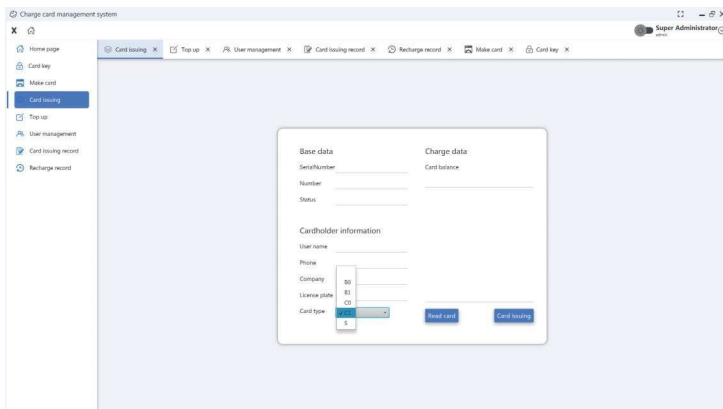 Charge card management system
Super Administrator
admin
Home page
Card key
Make card
Card issuing
Top up
User management
Card issuing record
Recharge record
Card issuing X
Top up X
User management X
Card issuing record X
Recharge record X
Make card X
Card key X
Base data
SerialNumber
Number
Status
Charge data
Card balance
Cardholder information
User name
Phone
Company
License plate
Card type
B0
B1
C0
C1
S
Read card
Card issuing